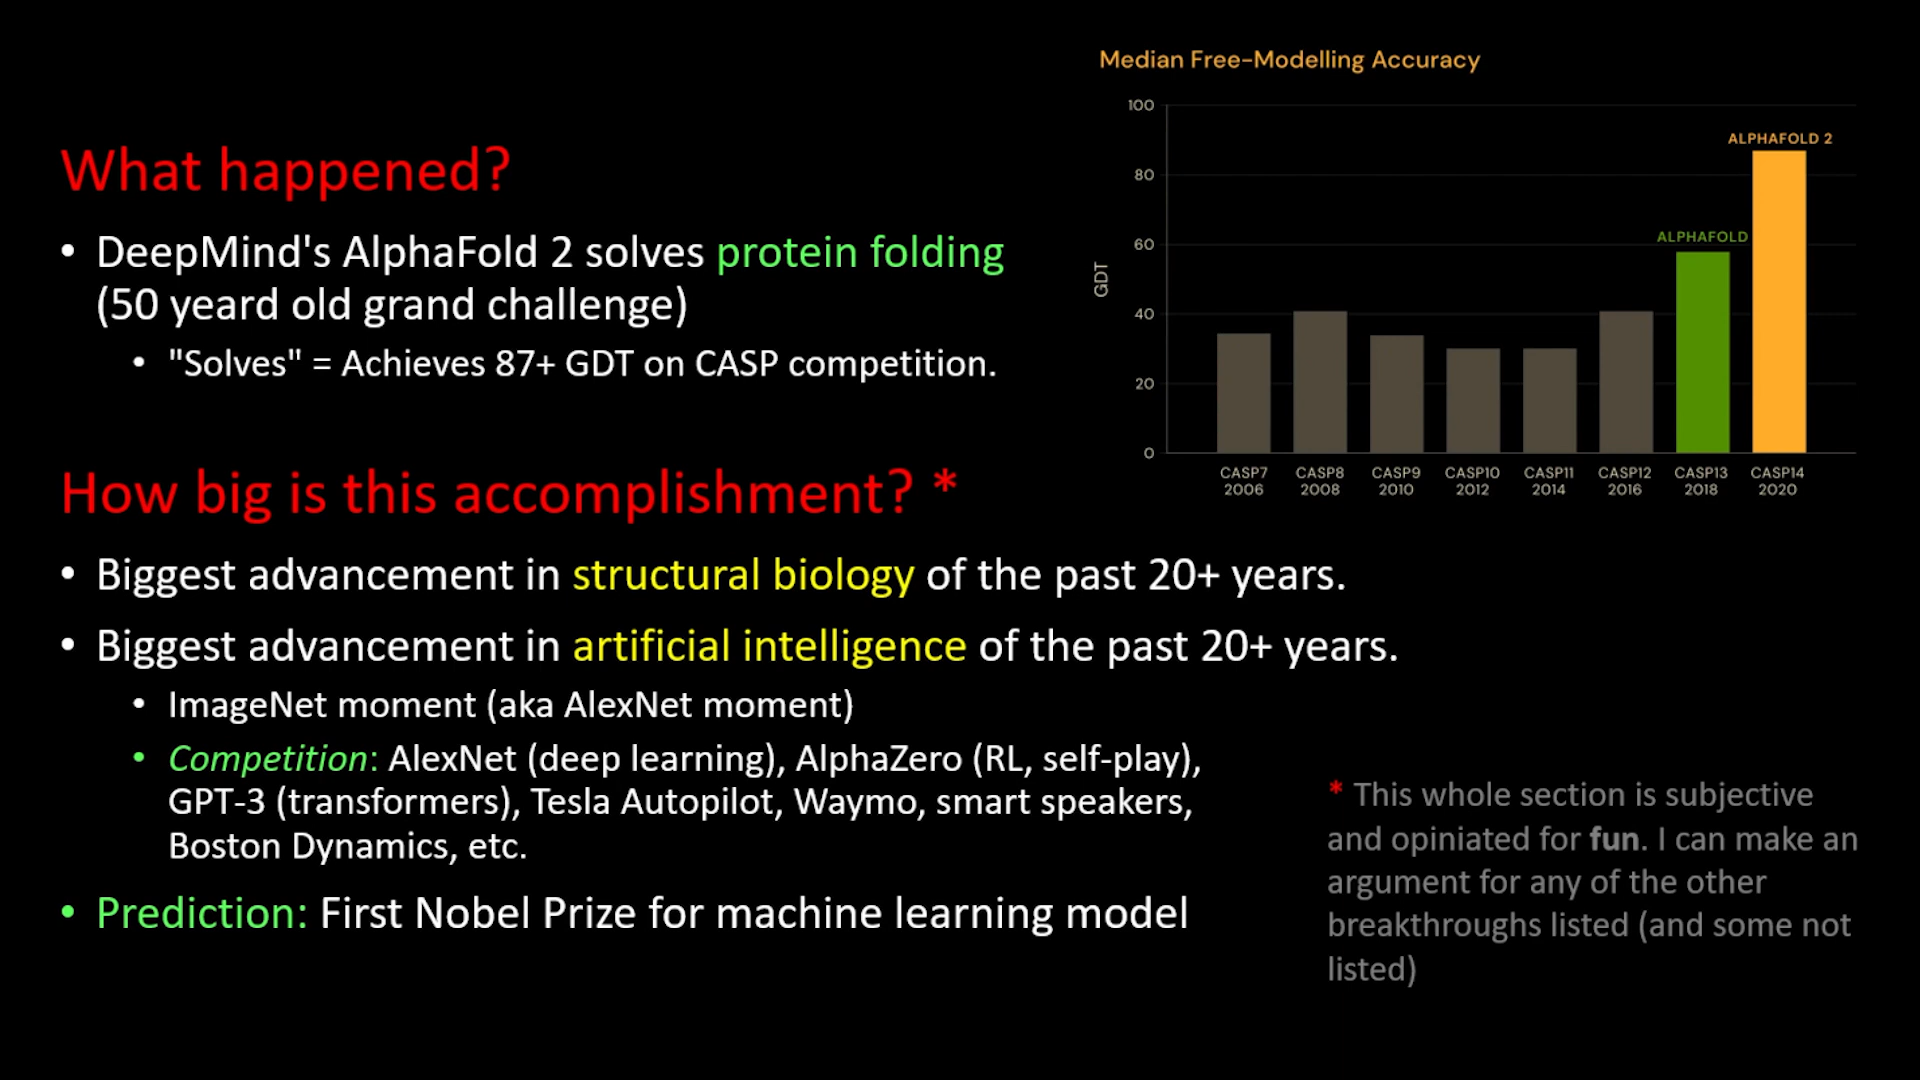 What happened?
• DeepMind's AlphaFold 2 solves protein folding
(50 yeard old grand challenge)
• "Solves" = Achieves 87+ GDT on CASP competition.
Median Free-Modelling Accuracy
GDT
100
80
60
40
20
0
ALPHAFOLD
ALPHAFOLD 2
CASP7 CASP8 CASP9 CASP10 CASP11 CASP12 CASP13 CASP14
2006 2008 2010 2012 2014 2016 2018 2020
How big is this accomplishment? *
• Biggest advancement in structural biology of the past 20+ years.
• Biggest advancement in artificial intelligence of the past 20+ years.
• ImageNet moment (aka AlexNet moment)
• Competition: AlexNet (deep learning), AlphaZero (RL, self-play),
GPT-3 (transformers), Tesla Autopilot, Waymo, smart speakers,
Boston Dynamics, etc.
• Prediction: First Nobel Prize for machine learning model
* This whole section is subjective
and opiniated for fun. I can make an
argument for any of the other
breakthroughs listed (and some not
listed)